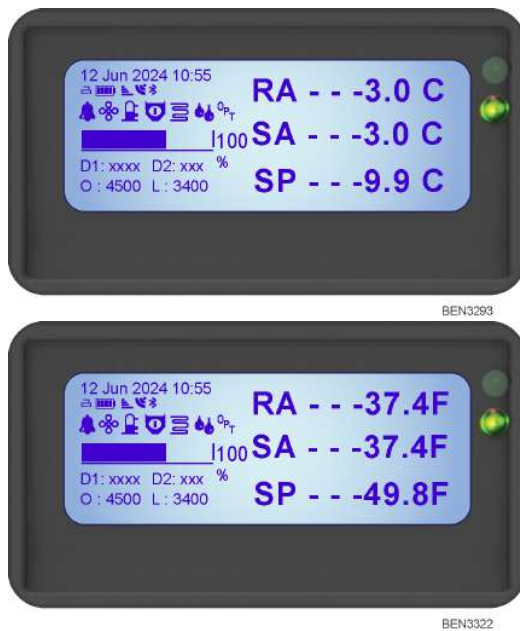 12 Jun 2024 10:55
RA - - -3.0 C
SA - - -3.0 C
SP - - -9.9 C
0PT
100
%
D1: xxxx D2: xxx
O : 4500 L : 3400
BEN3293
12 Jun 2024 10:55
RA - - -37.4F
SA - - -37.4F
SP - - -49.8F
0PT
100
%
D1: xxxx D2: xxx
O : 4500 L : 3400
BEN3322